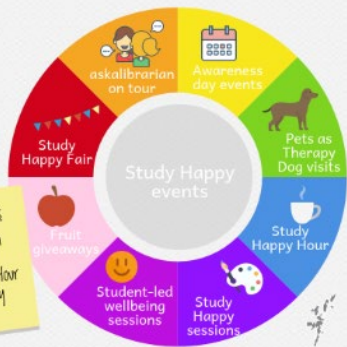 askalibrarian
on tour
Awareness
day events
Pets as
Therapy
Dog visits
Study
Happy Hour
Study
Happy
sessions
Student-led
wellbeing
sessions
Fruit
giveaways
Study
Happy Fair
Study Happy
events
our